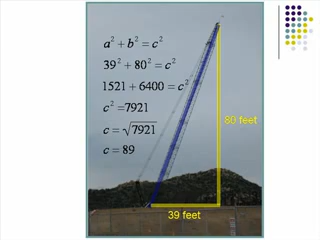 a² + b² = c²
39² + 80² = c²
1521 + 6400 = c²
c² =7921
c = √7921
c = 89
80 feet
39 feet